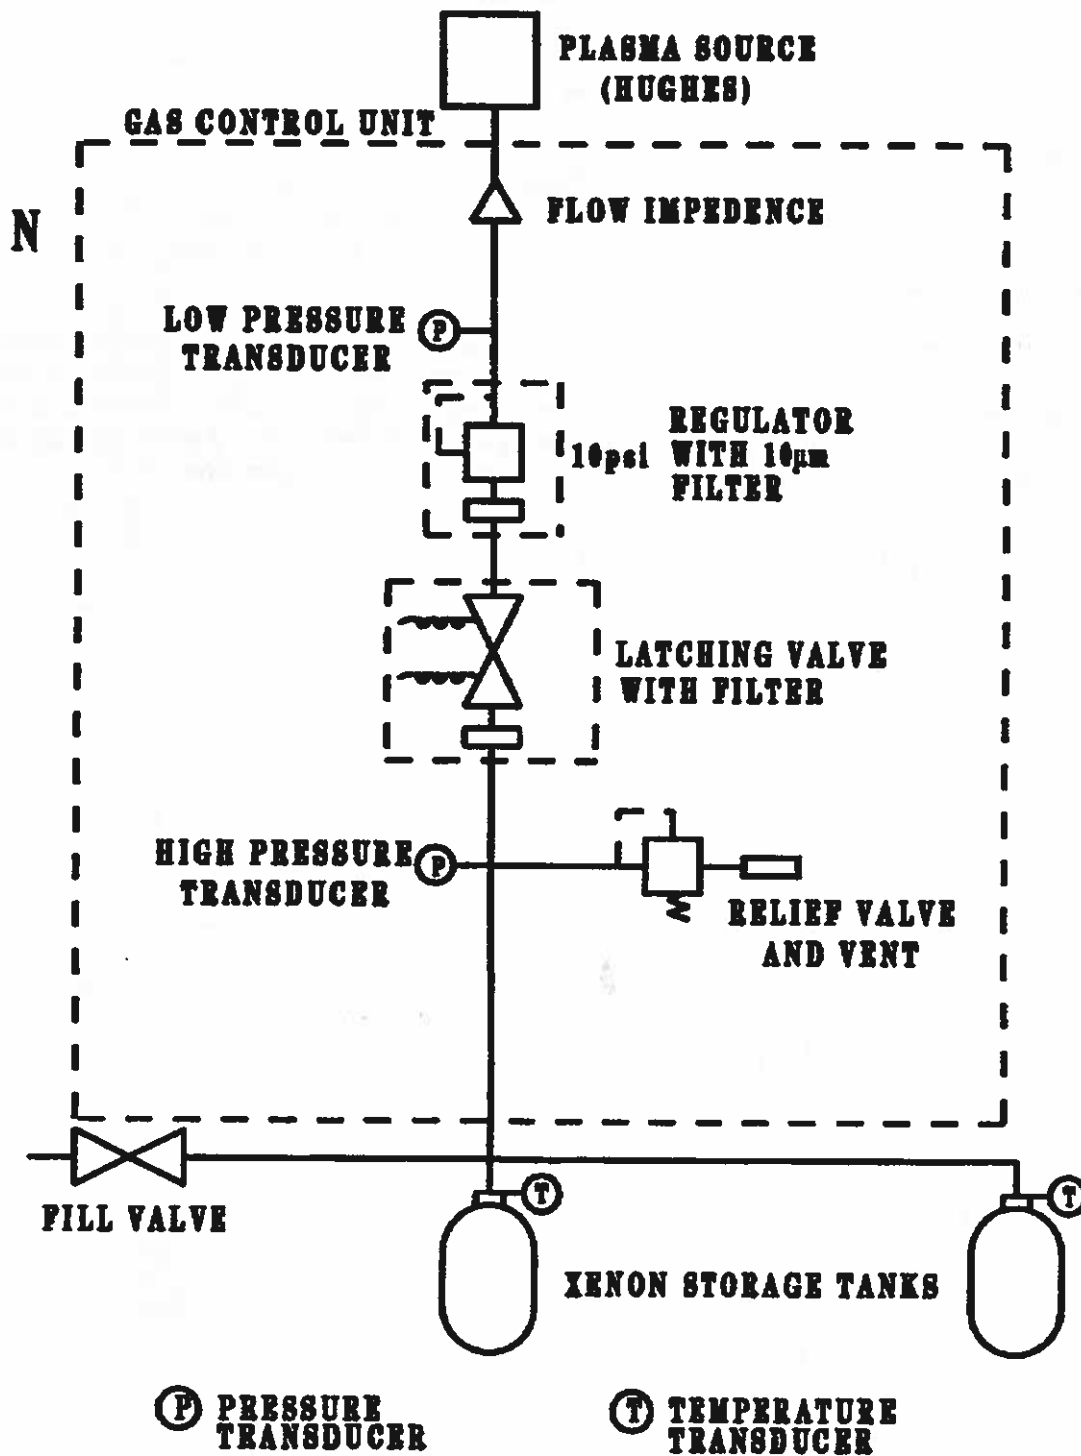 PLASMA SOURCE
(HUGHES)
GAS CONTROL UNIT
N
FLOW IMPEDENCE
LOW PRESSURE
TRANSDUCER
P
REGULATOR
10psi WITH 10µm
FILTER
LATCHING VALVE
WITH FILTER
HIGH PRESSURE
TRANSDUCER
P
RELIEF VALVE
AND VENT
FILL VALVE
T
T
XENON STORAGE TANKS
P PRESSURE
TRANSDUCER
T TEMPERATURE
TRANSDUCER